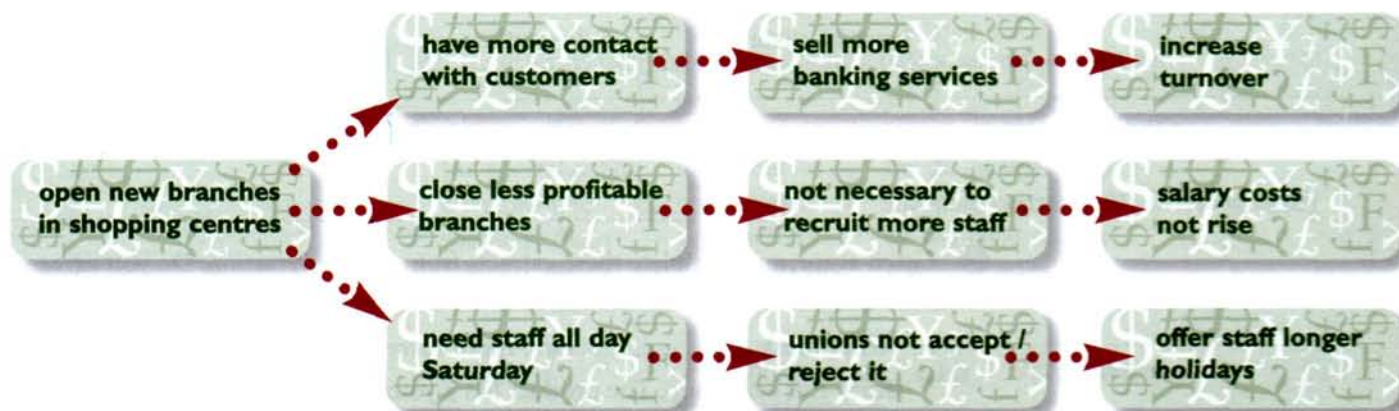 have more contact
with customers
sell more
banking services
increase
turnover
open new branches
in shopping centres
close less profitable
branches
not necessary to
recruit more staff
salary costs
not rise
need staff all day
Saturday
unions not accept /
reject it
offer staff longer
holidays